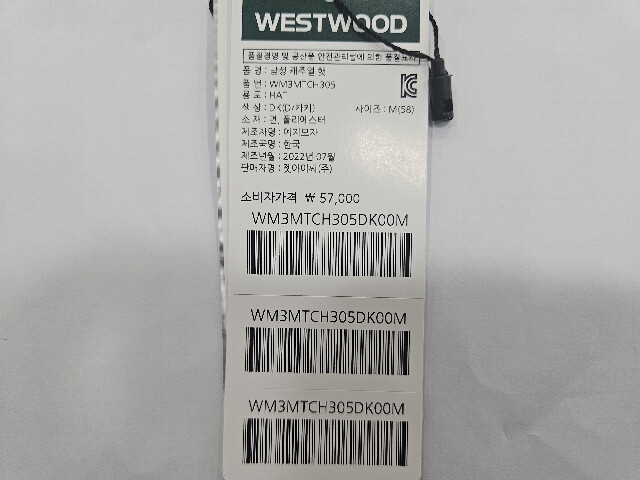 WESTWOOD
품질경영 및 공산품 안전관리법에 의한 품질표시
품 명 : 남성 캐주얼 햇
품 번 : WM3MTCH305
용 도 : HAT
색 상 : DK(D/카키) 사이즈 : M(58)
소 재 : 면, 폴리에스터
제조자명 : 예지모자
제조국명 : 한국
제조년월 : 2022년 07월
판매자명 : 젯아이씨(주)
소비자가격 ₩ 57,000
WM3MTCH305DK00M
WM3MTCH305DK00M
WM3MTCH305DK00M